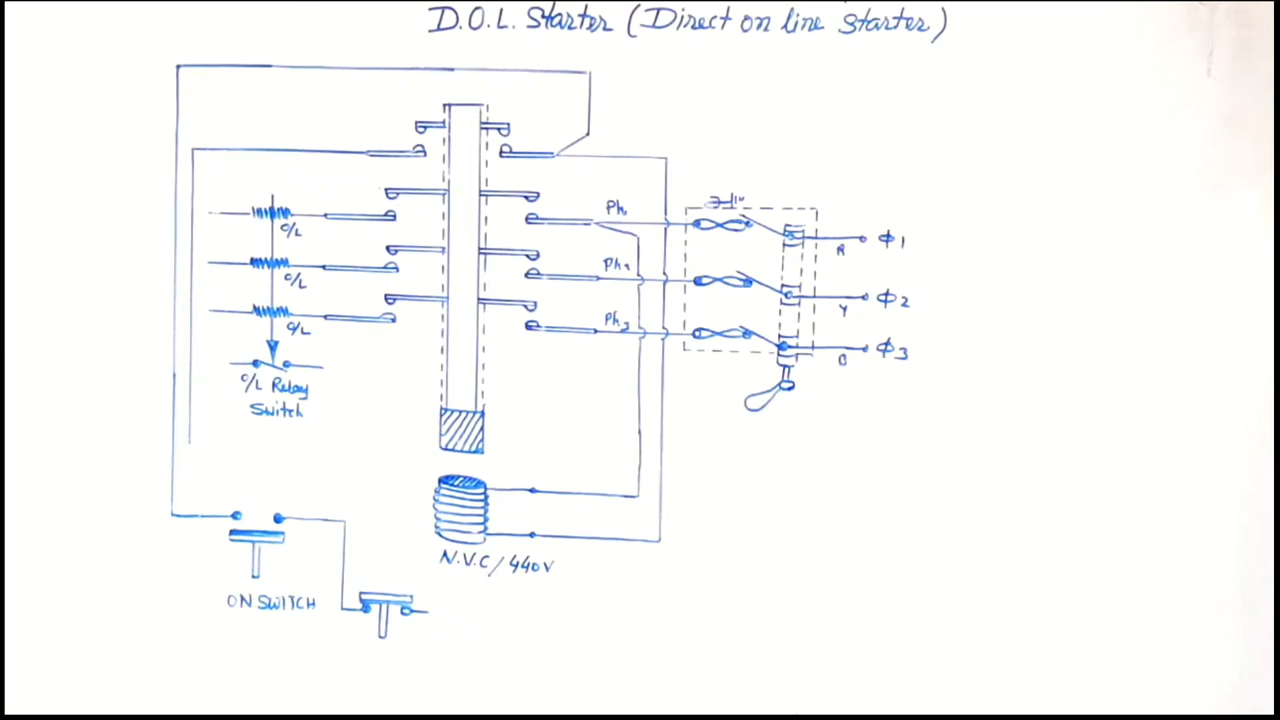 D.O.L. Starter (Direct on line starter)
Ph1
R
Φ1
Ph2
Y
Φ2
Ph3
B
Φ3
O/L
O/L
O/L
O/L Relay
Switch
N.V.C/440V
ON SWITCH